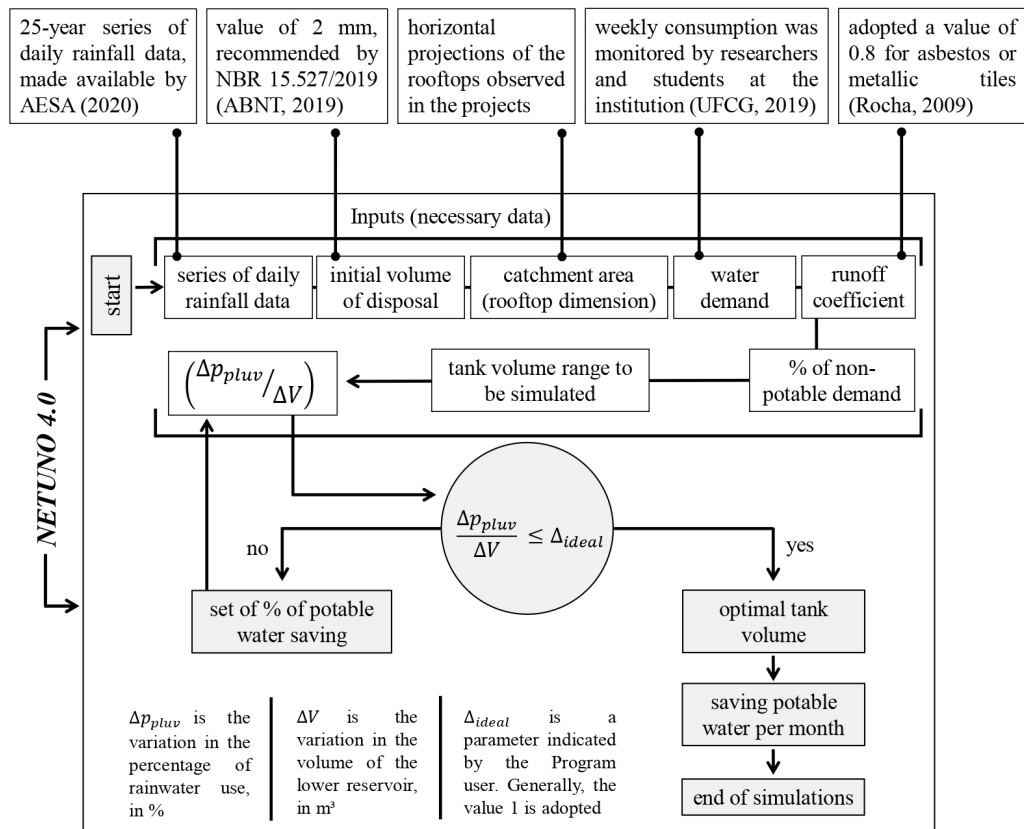 25-year series of
daily rainfall data,
made available by
AESA (2020)
value of 2 mm,
recommended by
NBR 15.527/2019
(ABNT, 2019)
horizontal
projections of the
rooftops observed
in the projects
weekly consumption was
monitored by researchers
and students at the
institution (UFCG, 2019)
adopted a value of
0.8 for asbestos or
metallic tiles
(Rocha, 2009)
Inputs (necessary data)
start
series of daily
rainfall data
initial volume
of disposal
catchment area
(rooftop dimension)
water
demand
runoff
coefficient
(Δp_pluv/ΔV)
tank volume range to
be simulated
% of non-
potable demand
NETUNO 4.0
Δp_pluv/ΔV ≤ Δ_ideal
no
yes
set of % of potable
water saving
optimal tank
volume
saving potable
water per month
end of simulations
Δp_pluv is the
variation in the
percentage of
rainwater use,
in %
ΔV is the
variation in the
volume of the
lower reservoir,
in m³
Δ_ideal is a
parameter indicated
by the Program
user. Generally, the
value 1 is adopted